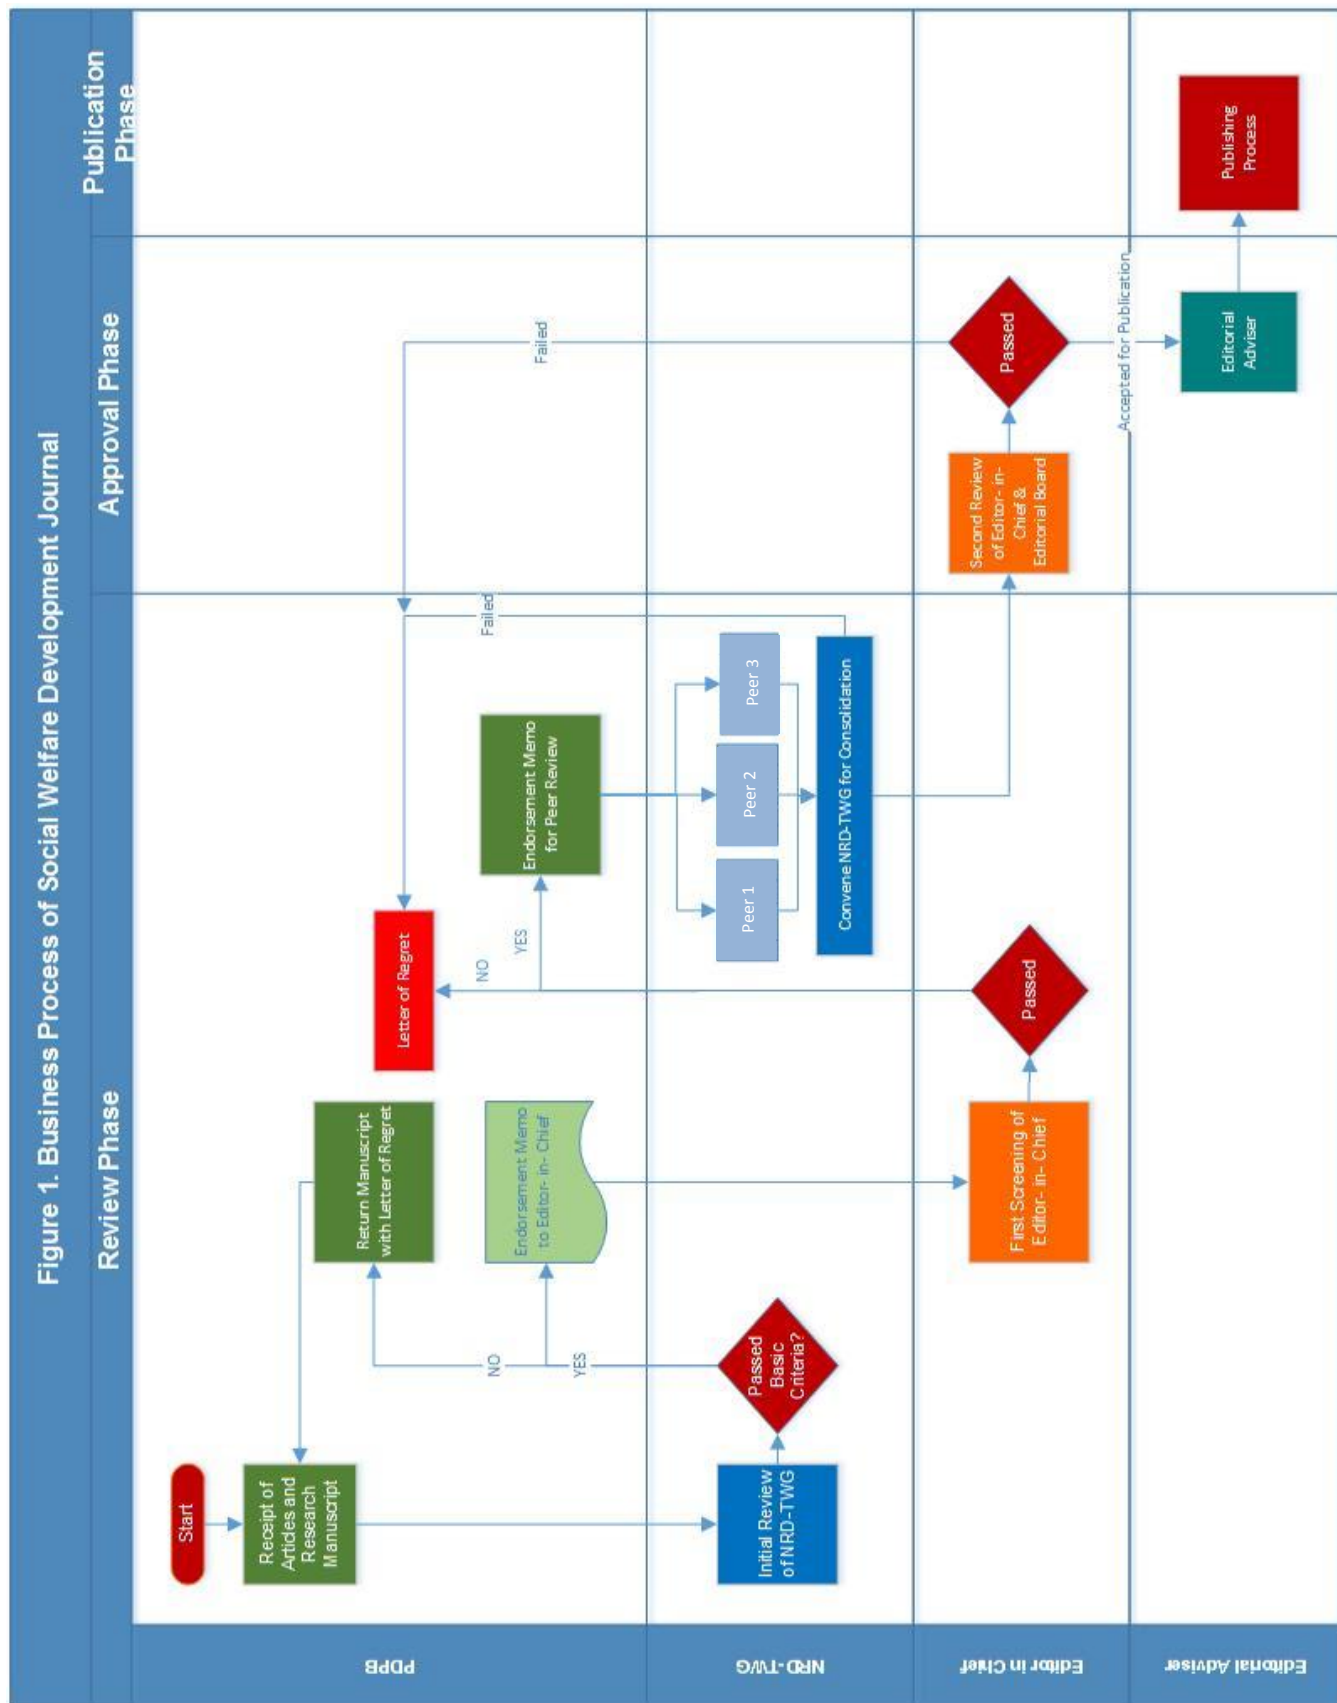 Figure 1. Business Process of Social Welfare Development Journal
Review Phase
Approval Phase
Publication
Phase
PDPB
Start
Receipt of
Articles and
Research
Manuscript
Return Manuscript
with Letter of Regret
Letter of Regret
NO
YES
Endorsement Memo
to Editor- in- Chief
NO
YES
Endorsement Memo
for Peer Review
Failed
Failed
NRD-TWG
Initial Review
of NRD-TWG
Passed
Basic
Criteria?
Peer 1
Peer 2
Peer 3
Convene NRD-TWG for Consolidation
Editor in Chief
First Screening of
Editor- in- Chief
Passed
Second Review
of Editor- in-
Chief &
Editorial Board
Passed
Accepted for Publication
Editorial Adviser
Editorial
Adviser
Publishing
Process